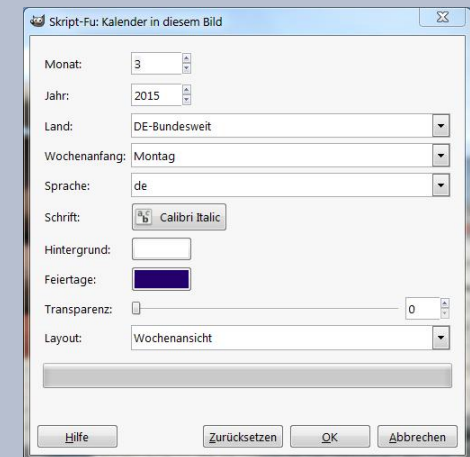 Skript-Fu: Kalender in diesem Bild
Monat: 3
Jahr: 2015
Land: DE-Bundesweit
Wochenanfang: Montag
Sprache: de
Schrift: Calibri Italic
Hintergrund:
Feiertage:
Transparenz: 0
Layout: Wochenansicht
Hilfe Zurücksetzen OK Abbrechen